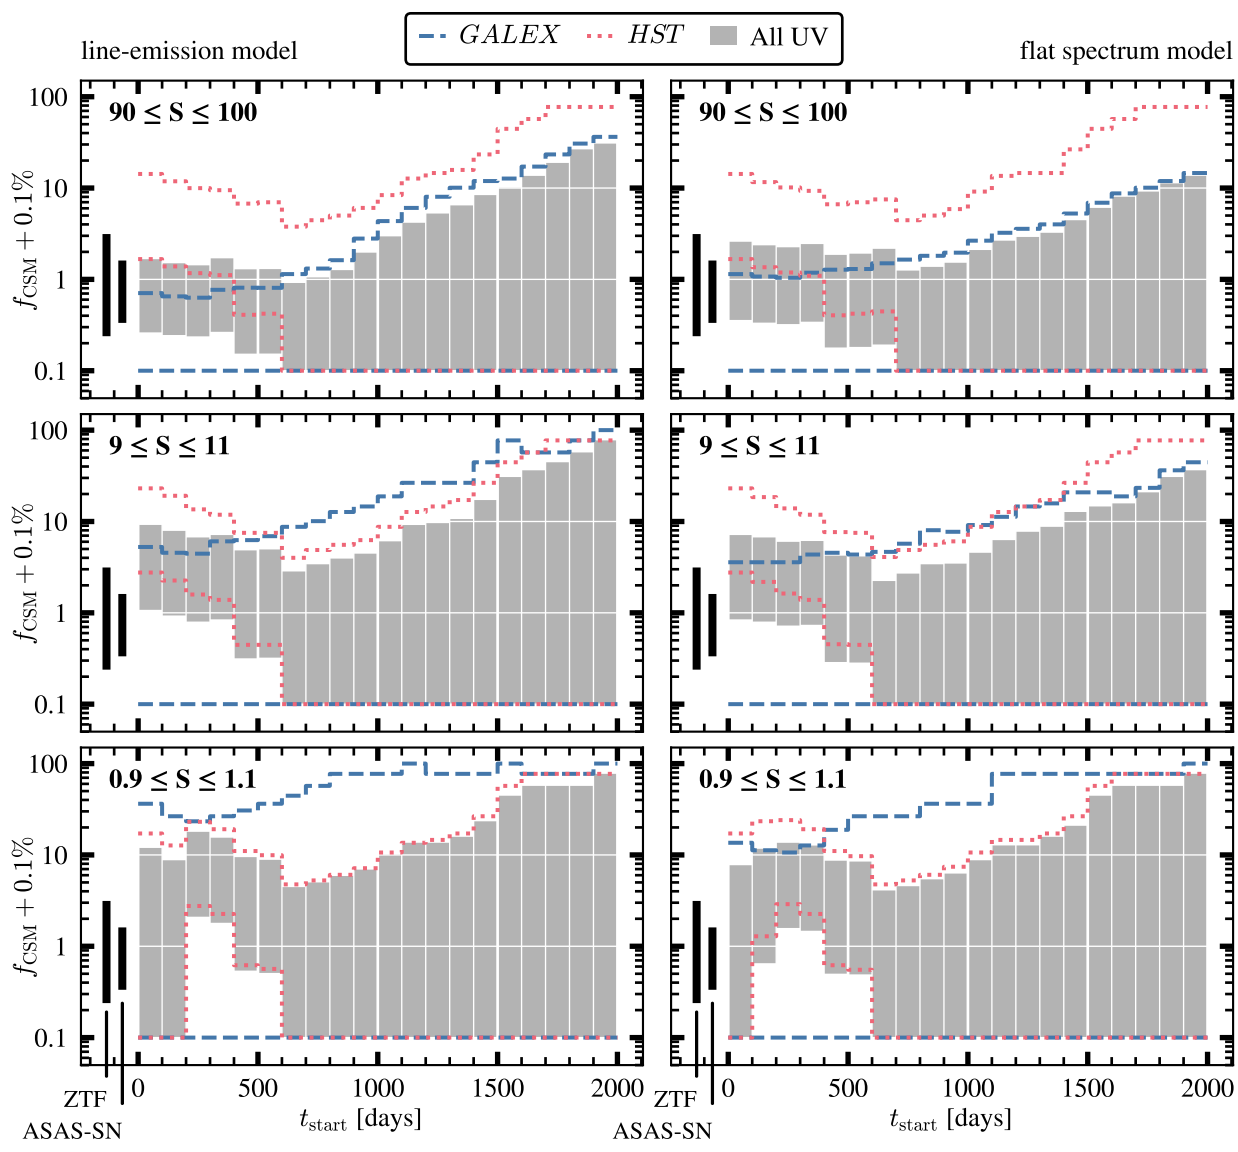 GALEX HST All UV
line-emission model flat spectrum model
90 ≤ S ≤ 100 90 ≤ S ≤ 100
100
10
1
0.1
f_CSM + 0.1%
9 ≤ S ≤ 11 9 ≤ S ≤ 11
100
10
1
0.1
f_CSM + 0.1%
0.9 ≤ S ≤ 1.1 0.9 ≤ S ≤ 1.1
100
10
1
0.1
f_CSM + 0.1%
0 500 1000 1500 2000 0 500 1000 1500 2000
ZTF ZTF
t_start [days] t_start [days]
ASAS-SN ASAS-SN